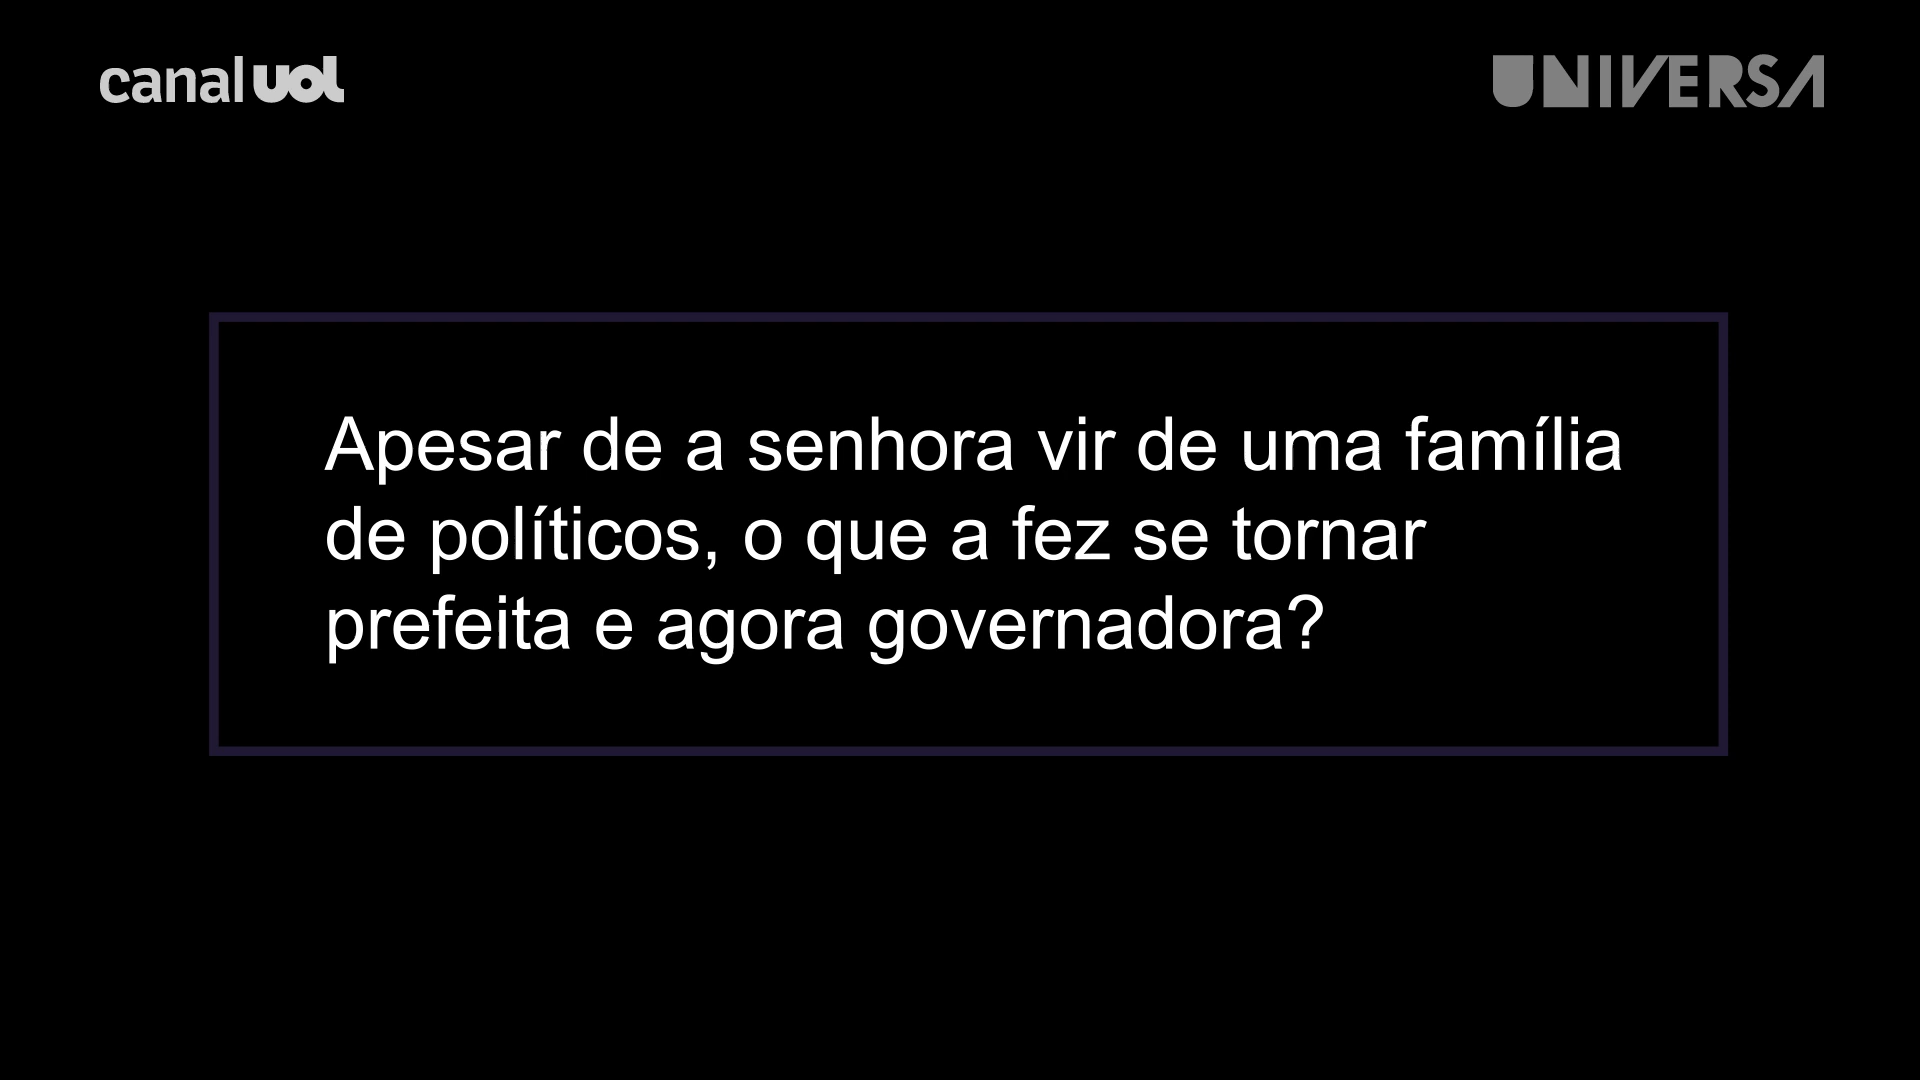 canal uol
UNIVERSA
Apesar de a senhora vir de uma família
de políticos, o que a fez se tornar
prefeita e agora governadora?